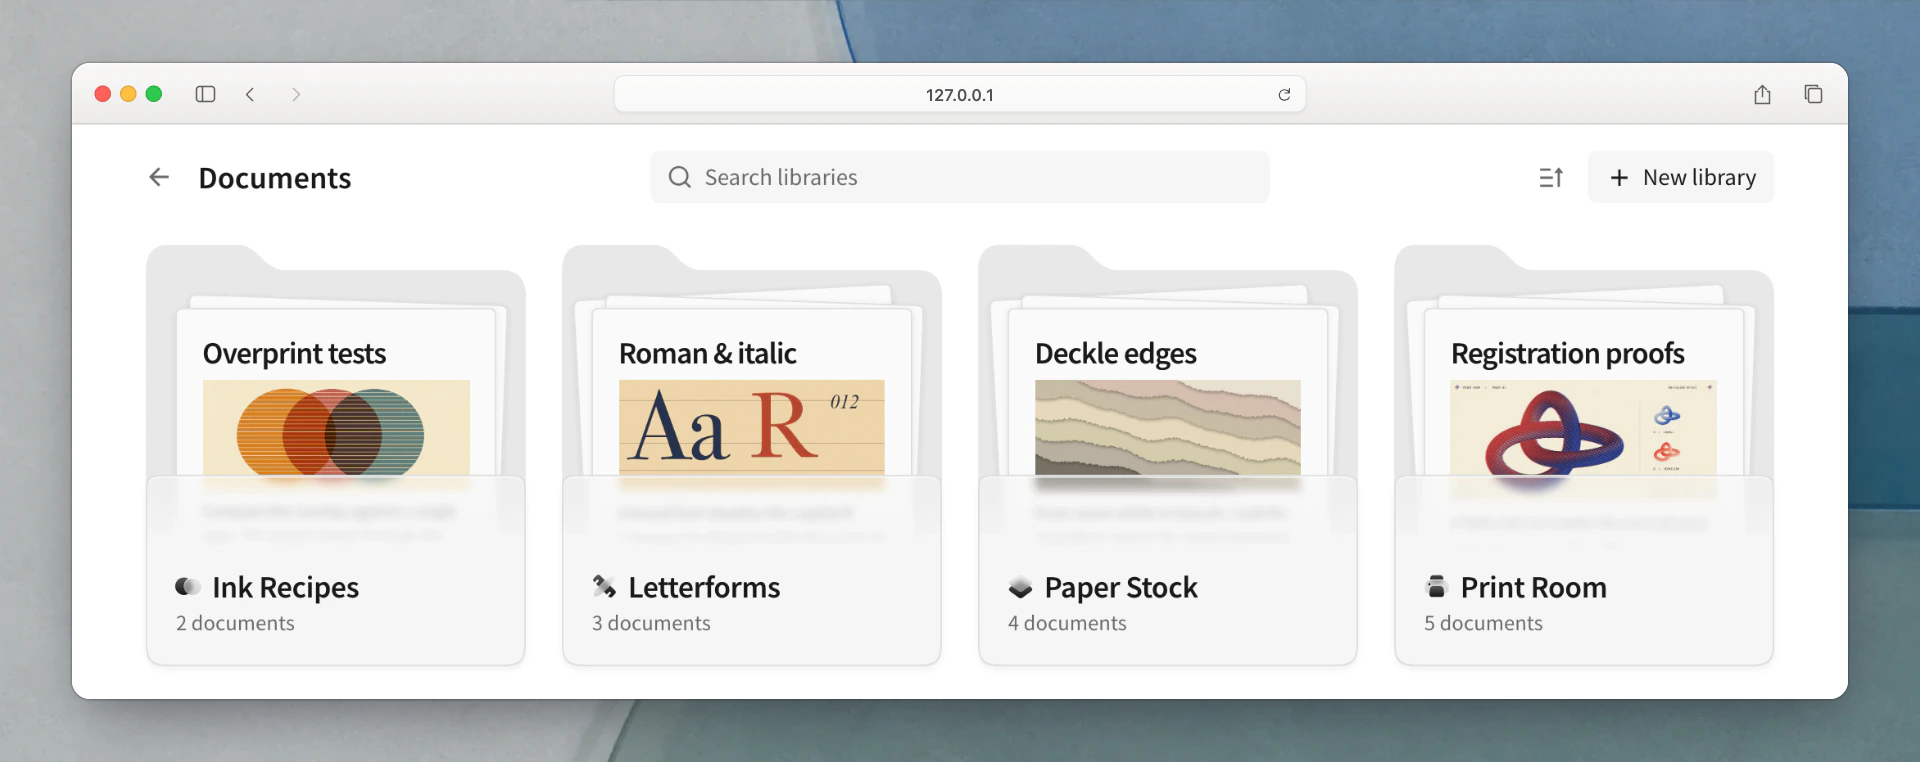 127.0.0.1
Documents
Search libraries
New library
Overprint tests
Roman & italic
Aa R 012
Deckle edges
Registration proofs
Ink Recipes
2 documents
Letterforms
3 documents
Paper Stock
4 documents
Print Room
5 documents